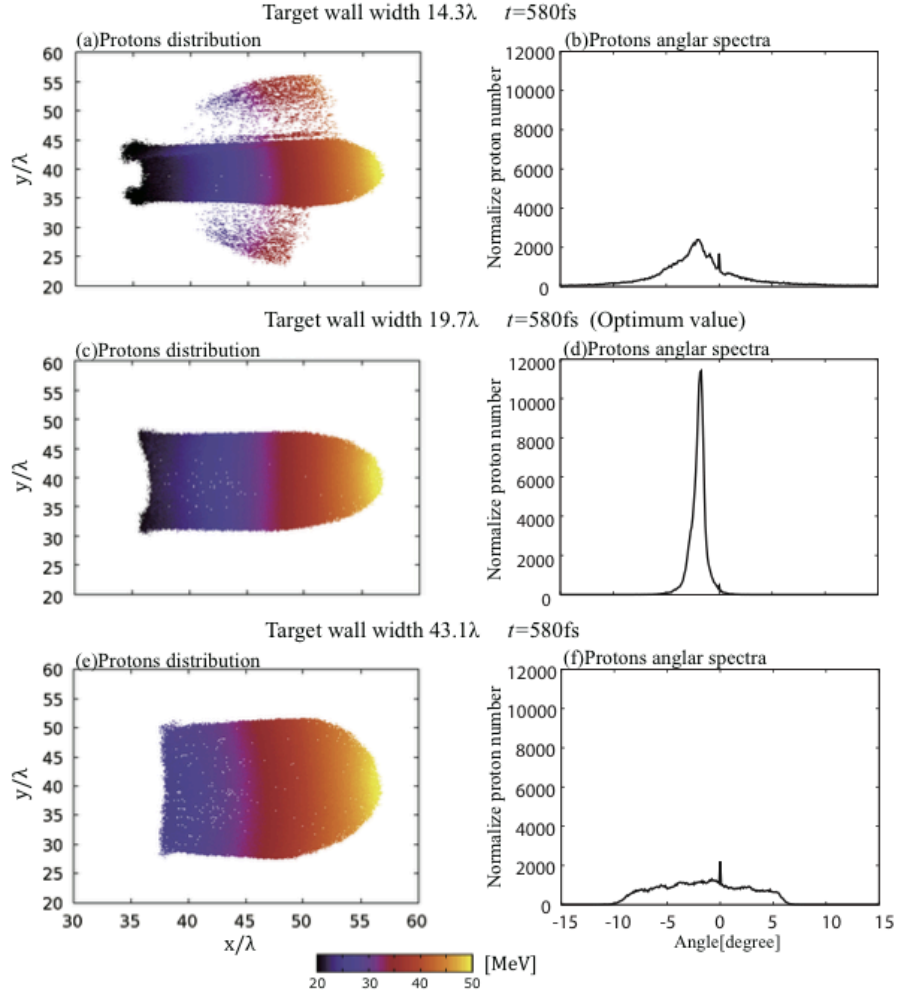 Target wall width 14.3λ t=580fs
(a)Protons distribution
(b)Protons anglar spectra
60
55
50
45
40
35
30
25
20
y/λ
12000
10000
8000
6000
4000
2000
0
Normalize proton number
Target wall width 19.7λ t=580fs (Optimum value)
(c)Protons distribution
(d)Protons anglar spectra
60
55
50
45
40
35
30
25
20
y/λ
12000
10000
8000
6000
4000
2000
0
Normalize proton number
Target wall width 43.1λ t=580fs
(e)Protons distribution
(f)Protons anglar spectra
60
55
50
45
40
35
30
25
20
y/λ
30 35 40 45 50 55 60
x/λ
12000
10000
8000
6000
4000
2000
0
Normalize proton number
-15 -10 -5 0 5 10 15
Angle[degree]
20 30 40 50
[MeV]